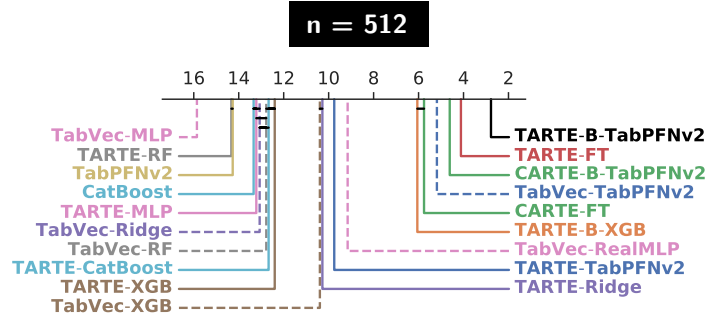 n = 512
16 14 12 10 8 6 4 2
TabVec-MLP TARTE-B-TabPFNv2
TARTE-RF TARTE-FT
TabPFNv2 CARTE-B-TabPFNv2
CatBoost TabVec-TabPFNv2
TARTE-MLP CARTE-FT
TabVec-Ridge TARTE-B-XGB
TabVec-RF TabVec-RealMLP
TARTE-CatBoost TARTE-TabPFNv2
TARTE-XGB TARTE-Ridge
TabVec-XGB